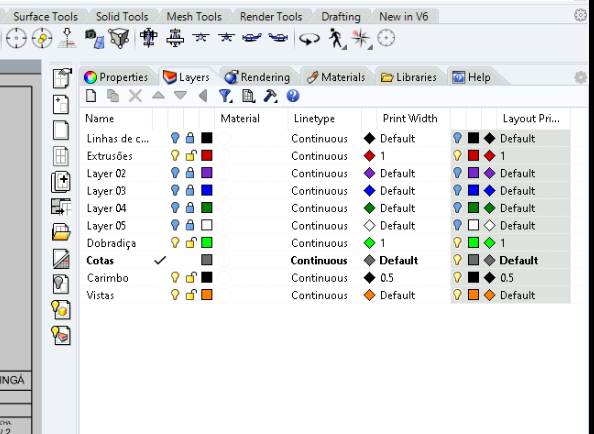 Surface Tools Solid Tools Mesh Tools Render Tools Drafting New in V6
Properties Layers Rendering Materials Libraries Help
Name Material Linetype Print Width Layout Pri...
Linhas de c... Continuous Default Default
Extrusões Continuous 1 1
Layer 02 Continuous Default Default
Layer 03 Continuous Default Default
Layer 04 Continuous Default Default
Layer 05 Continuous Default Default
Dobradiça Continuous 1 1
Cotas Continuous Default Default
Carimbo Continuous 0.5 0.5
Vistas Continuous Default Default
INGÁ